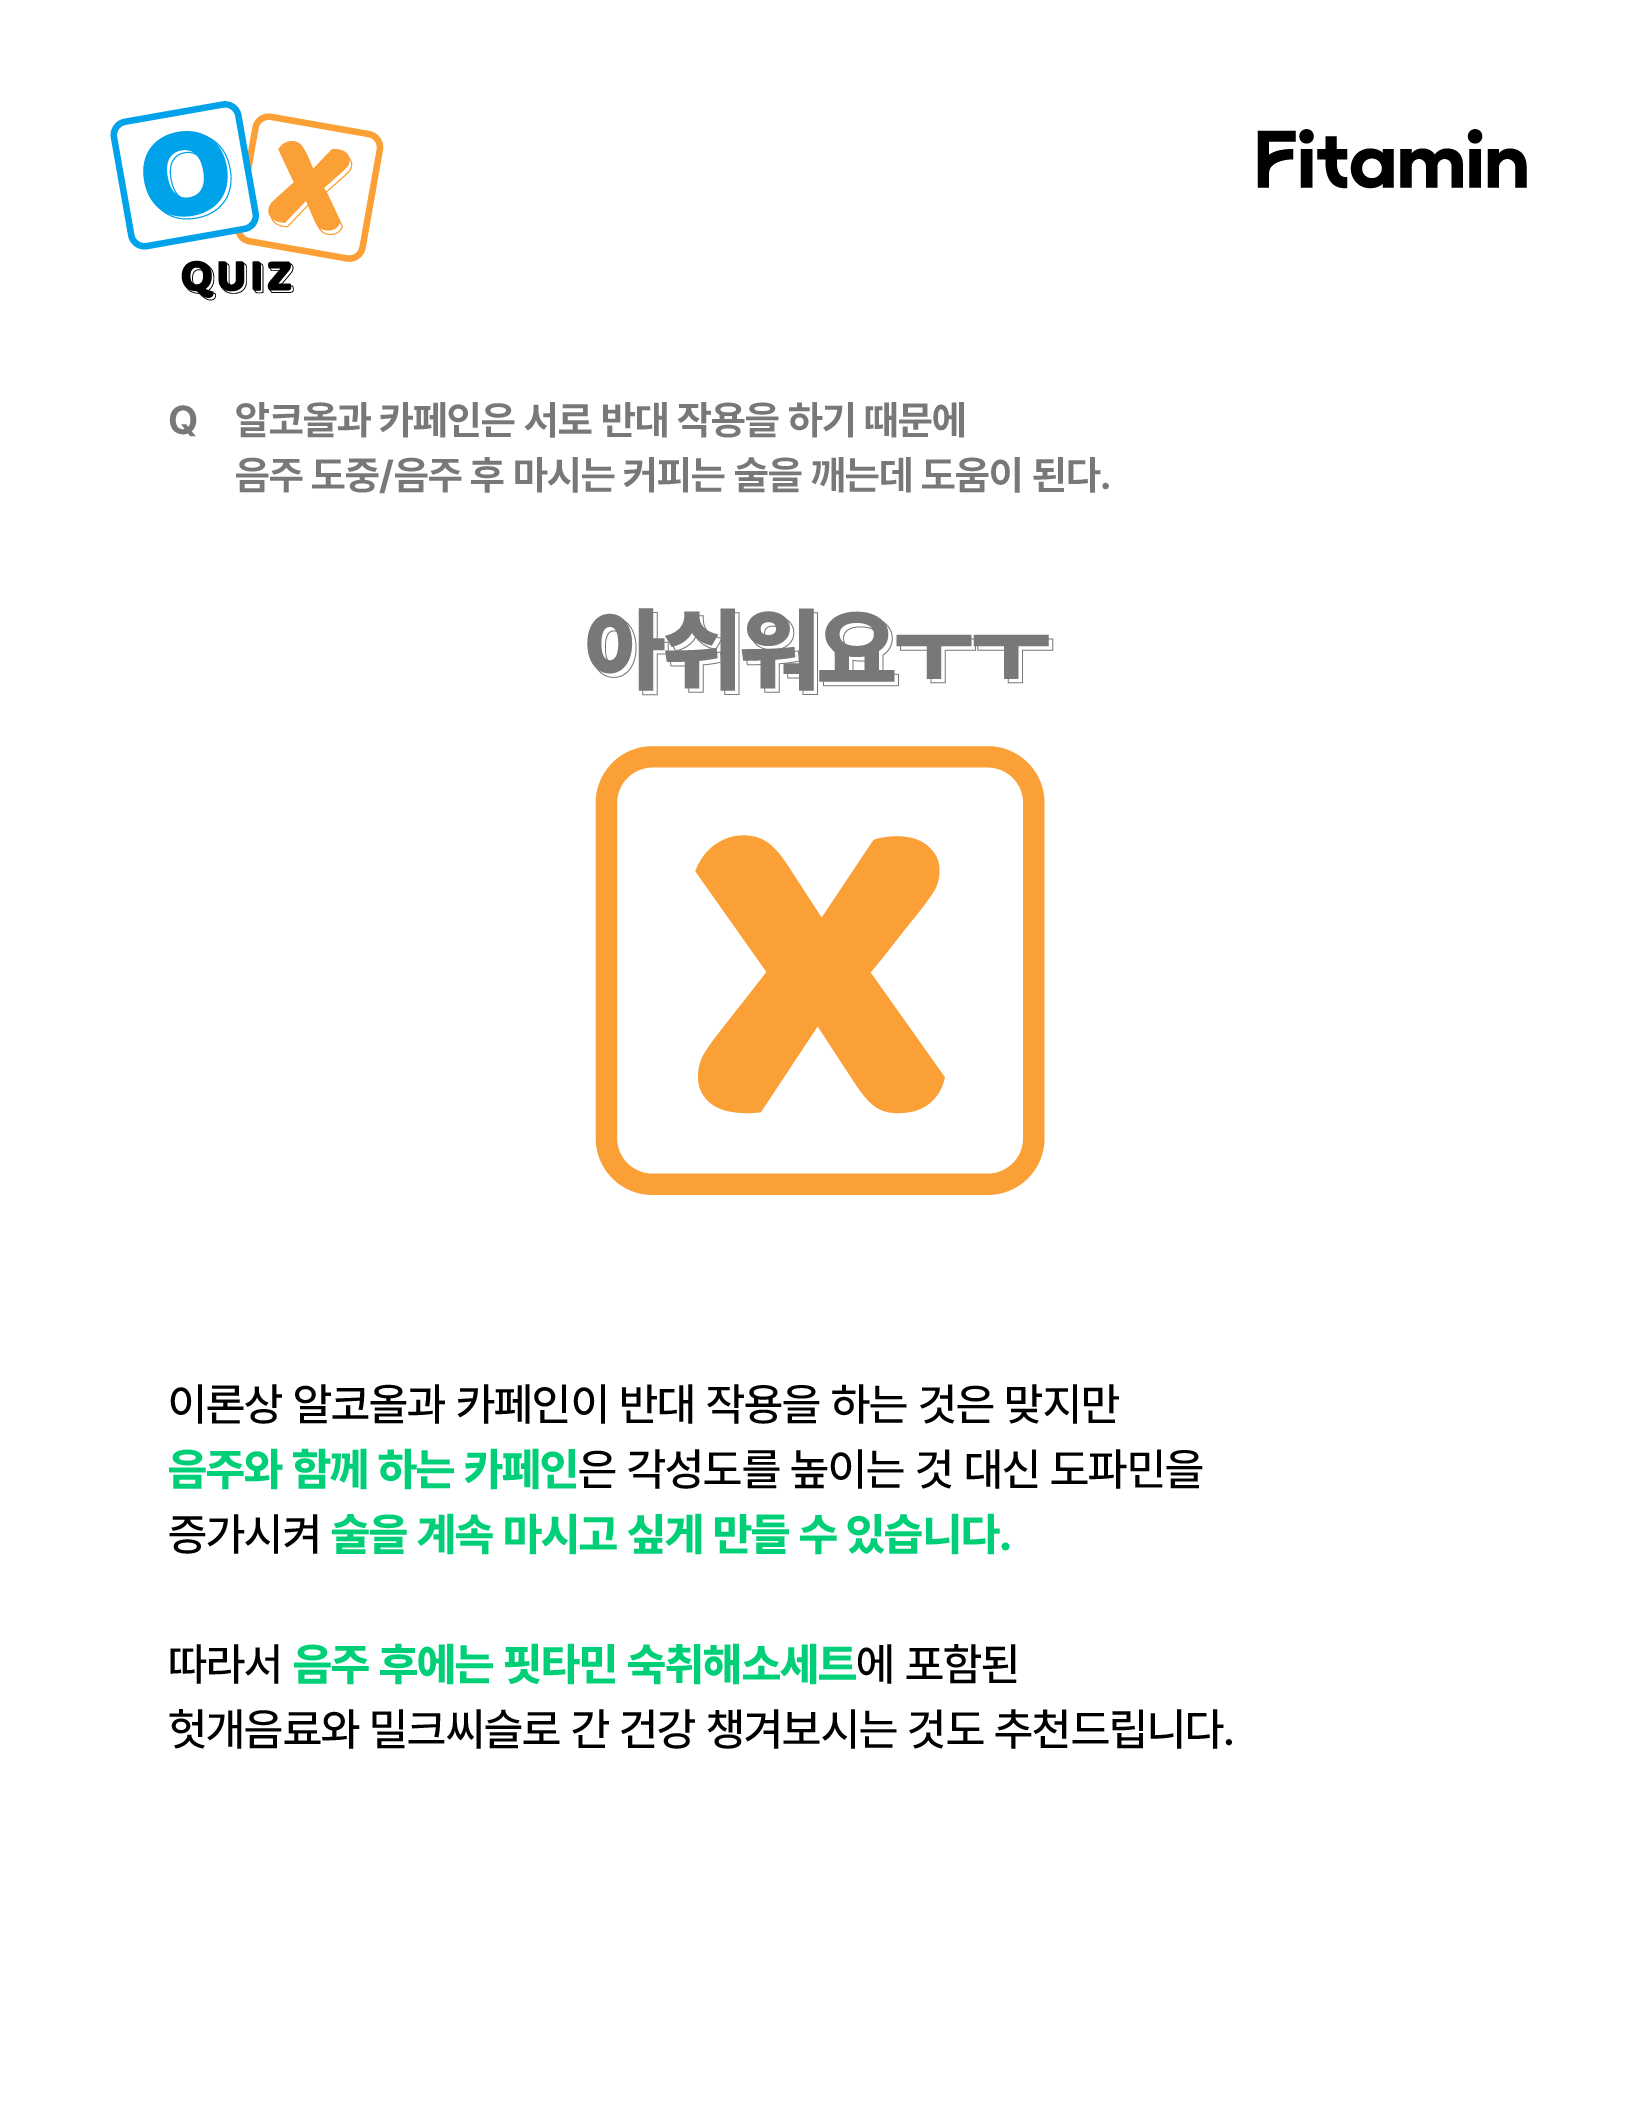 O X
QUIZ
Fitamin
Q 알코올과 카페인은 서로 반대 작용을 하기 때문에
음주 도중/음주 후 마시는 커피는 술을 깨는데 도움이 된다.
아쉬워요ㅜㅜ
X
이론상 알코올과 카페인이 반대 작용을 하는 것은 맞지만
음주와 함께 하는 카페인은 각성도를 높이는 것 대신 도파민을
증가시켜 술을 계속 마시고 싶게 만들 수 있습니다.
따라서 음주 후에는 핏타민 숙취해소세트에 포함된
헛개음료와 밀크씨슬로 간 건강 챙겨보시는 것도 추천드립니다.